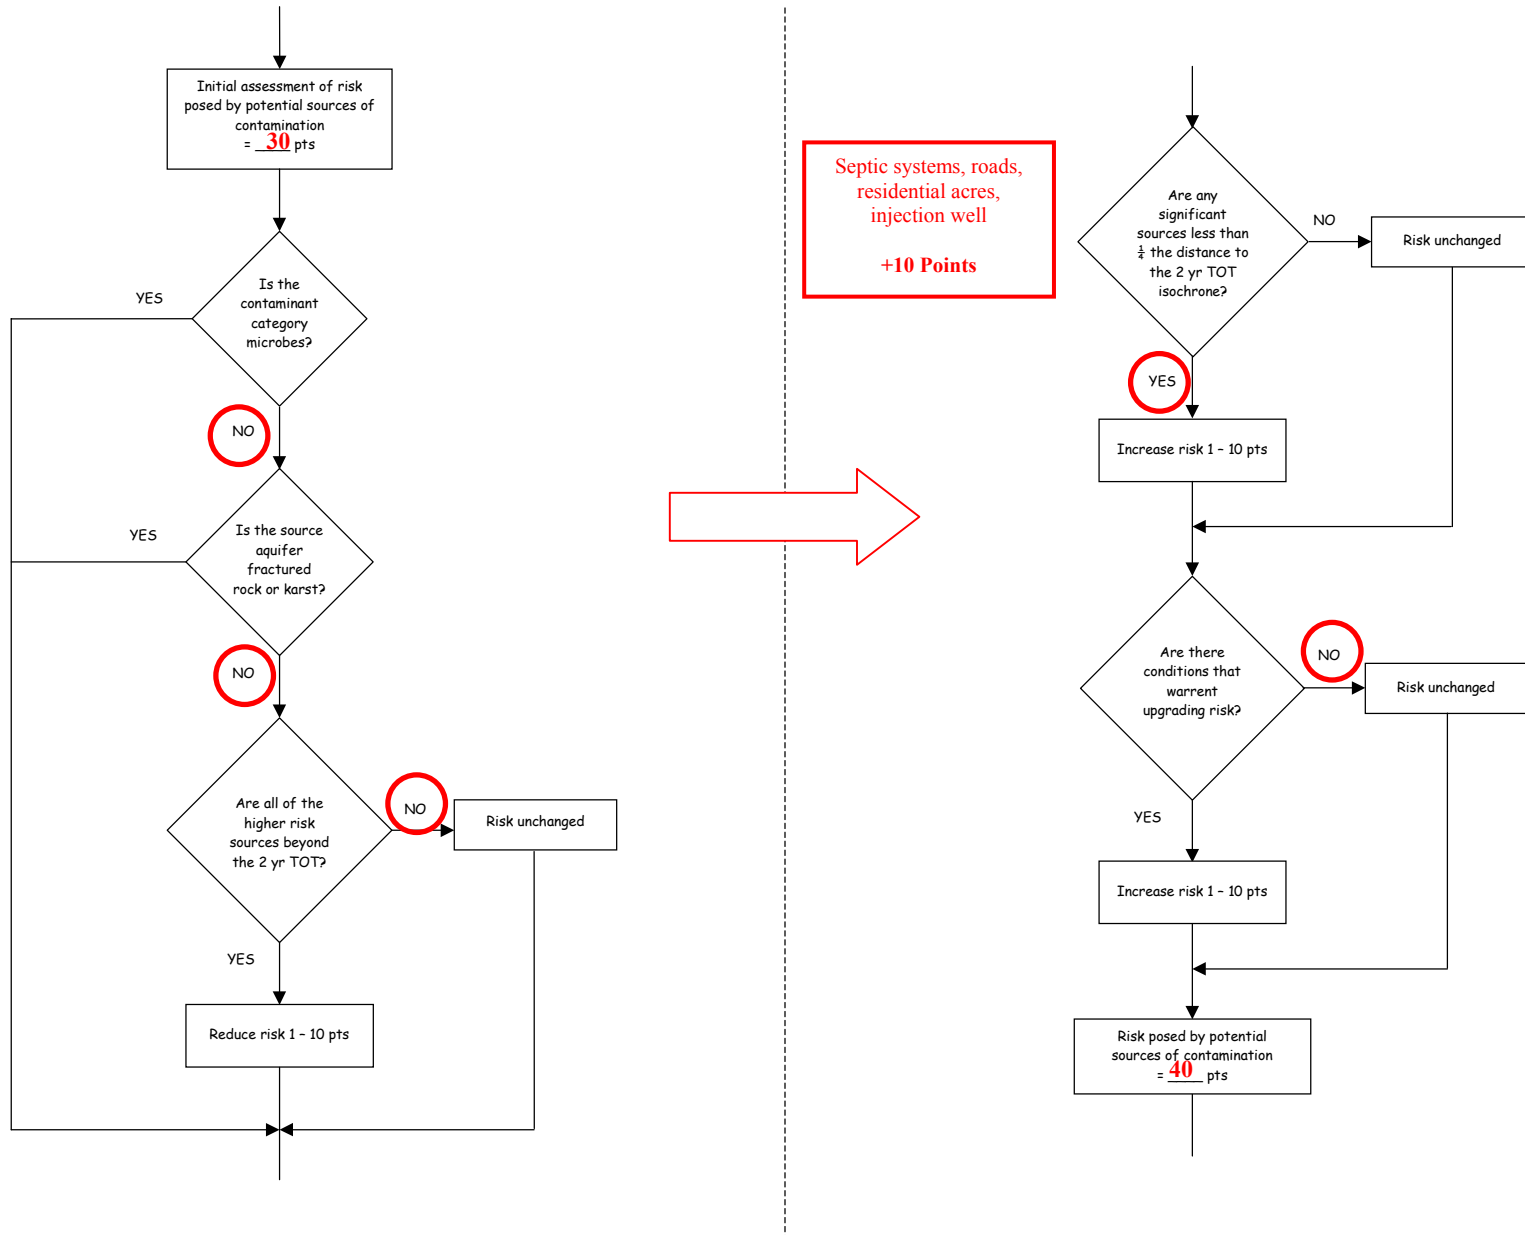 Initial assessment of risk
posed by potential sources of
contamination
= 30 pts
YES
Is the
contaminant
category
microbes?
NO
YES
Is the source
aquifer
fractured
rock or karst?
NO
Are all of the
higher risk
sources beyond
the 2 yr TOT?
NO
Risk unchanged
YES
Reduce risk 1 – 10 pts
Septic systems, roads,
residential acres,
injection well
+10 Points
Are any
significant
sources less than
¼ the distance to
the 2 yr TOT
isochrone?
NO
Risk unchanged
YES
Increase risk 1 – 10 pts
Are there
conditions that
warrent
upgrading risk?
NO
Risk unchanged
YES
Increase risk 1 – 10 pts
Risk posed by potential
sources of contamination
= 40 pts